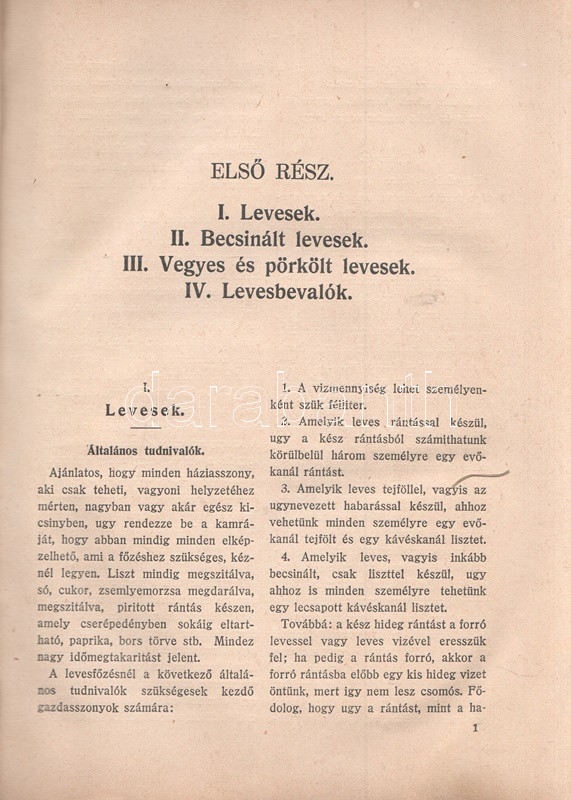 ELSŐ RÉSZ.
I. Levesek.
II. Becsinált levesek.
III. Vegyes és pörkölt levesek.
IV. Levesbevalók.
I.
Levesek.
Általános tudnivalók.
Ajánlatos, hogy minden háziasszony,
aki csak teheti, vagyoni helyzetéhez
mérten, nagyban vagy akár egész ki-
csinyben, ugy rendezze be a kamrá-
ját, hogy abban mindig minden elkép-
zelhető, ami a főzéshez szükséges, kéz-
nél legyen. Liszt mindig megszitálva,
só, cukor, zsemlyemorzsa megdarálva,
megszitálva, piritott rántás készen,
amely cserépedényben sokáig eltart-
ható, paprika, bors törve stb. Mindez
nagy időmegtakaritást jelent.
A levesfőzésnél a következő általá-
nos tudnivalók szükségesek kezdő
gazdasszonyok számára:
1. A vizmennyiség lehet személyen-
ként szük félliter.
2. Amelyik leves rántással készül,
ugy a kész rántásból számithatunk
körülbelül három személyre egy evő-
kanál rántást.
3. Amelyik leves tejföllel, vagyis az
ugynevezett habarással készül, ahhoz
vehetünk minden személyre egy evő-
kanál tejfölt és egy kávéskanál lisztet.
4. Amelyik leves, vagyis inkább
becsinált, csak liszttel készül, ugy
ahhoz is minden személyre tehetünk
egy lecsapott kávéskanál lisztet.
Továbbá: a kész hideg rántást a forró
levessel vagy leves vizével eresszük
fel; ha pedig a rántás forró, akkor a
forró rántásba előbb egy kis hideg vizet
öntünk, mert igy nem lesz csomós. Fő-
dolog, hogy ugy a rántást, mint a ha-
1
darabanth